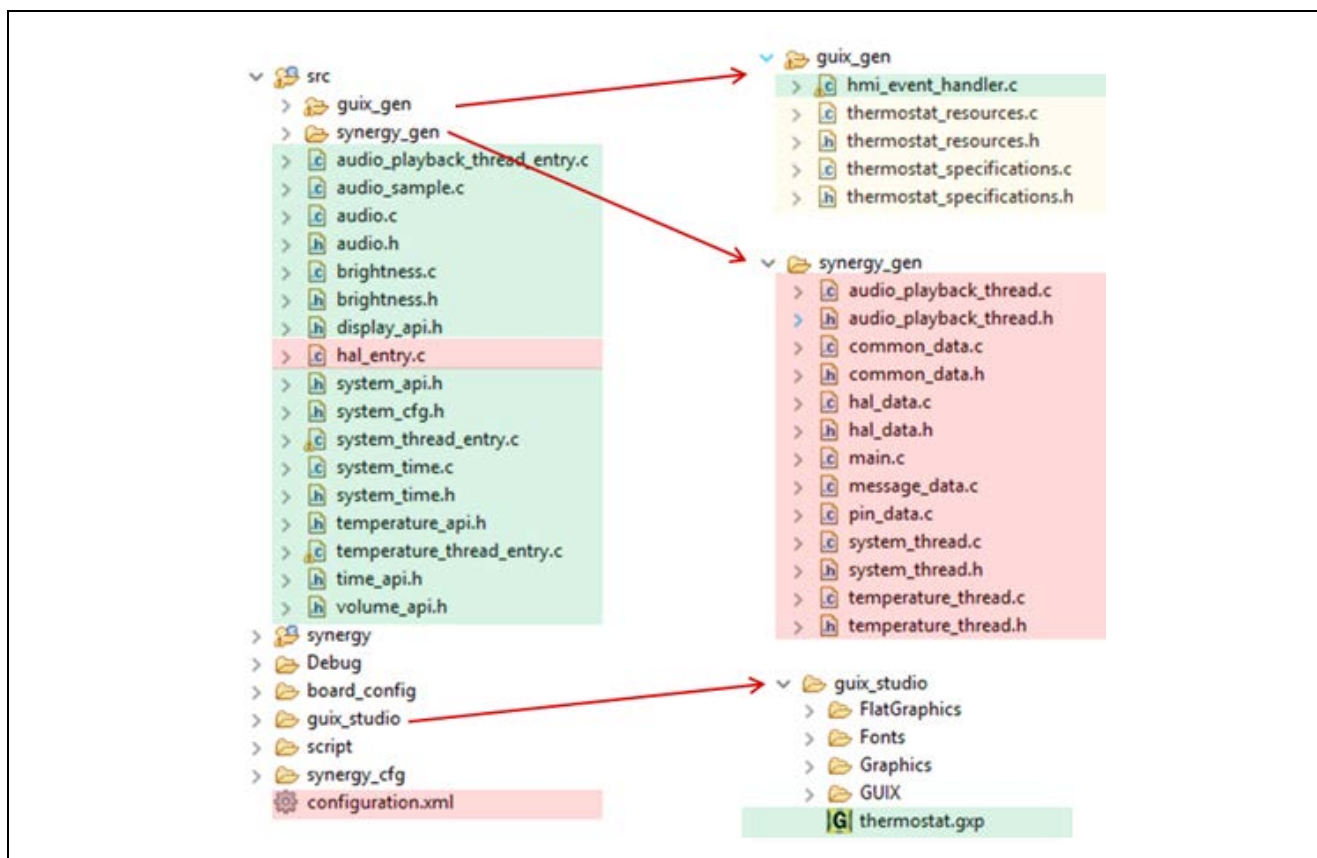 src
guix_gen
synergy_gen
audio_playback_thread_entry.c
audio_sample.c
audio.c
audio.h
brightness.c
brightness.h
display_api.h
hal_entry.c
system_api.h
system_cfg.h
system_thread_entry.c
system_time.c
system_time.h
temperature_api.h
temperature_thread_entry.c
time_api.h
volume_api.h
synergy
Debug
board_config
guix_studio
script
synergy_cfg
configuration.xml
guix_gen
hmi_event_handler.c
thermostat_resources.c
thermostat_resources.h
thermostat_specifications.c
thermostat_specifications.h
synergy_gen
audio_playback_thread.c
audio_playback_thread.h
common_data.c
common_data.h
hal_data.c
hal_data.h
main.c
message_data.c
pin_data.c
system_thread.c
system_thread.h
temperature_thread.c
temperature_thread.h
guix_studio
FlatGraphics
Fonts
Graphics
GUIX
thermostat.gxp